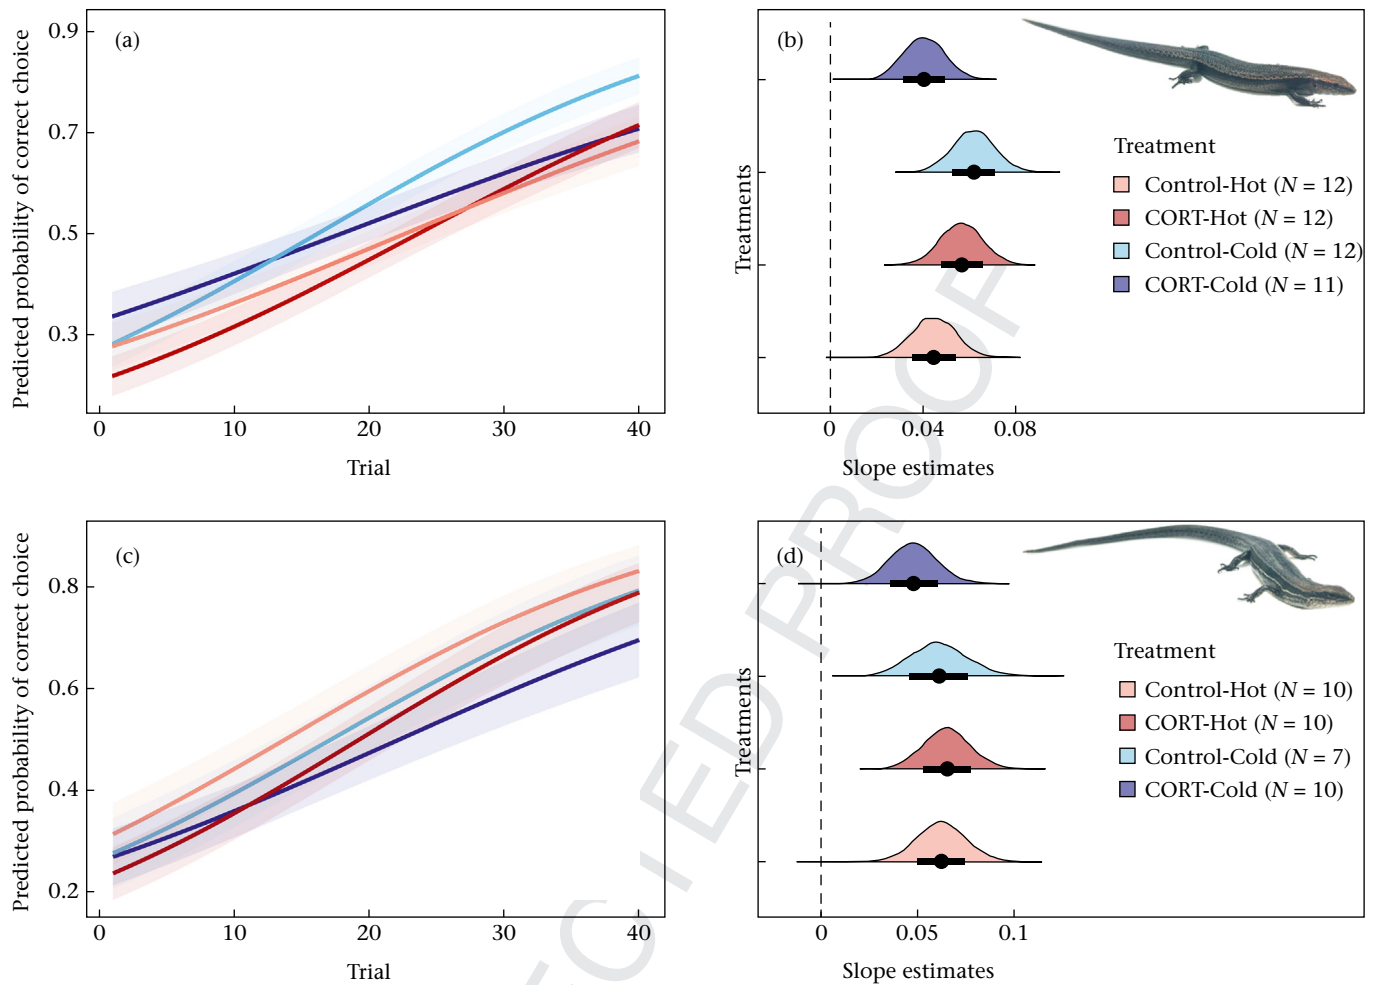 (a)
Predicted probability of correct choice
0.9
0.7
0.5
0.3
0
10
20
30
40
Trial
(b)
Treatments
0
0.04
0.08
Slope estimates
Treatment
Control-Hot (N = 12)
CORT-Hot (N = 12)
Control-Cold (N = 12)
CORT-Cold (N = 11)
(c)
Predicted probability of correct choice
0.8
0.6
0.4
0.2
0
10
20
30
40
Trial
(d)
Treatments
0
0.05
0.1
Slope estimates
Treatment
Control-Hot (N = 10)
CORT-Hot (N = 10)
Control-Cold (N = 7)
CORT-Cold (N = 10)
PROOF